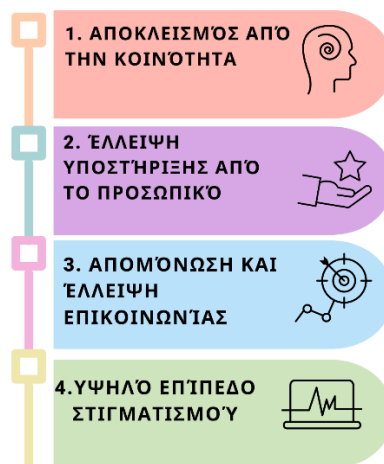 1. ΑΠΟΚΛΕΙΣΜΌΣ ΑΠΌ
ΤΗΝ ΚΟΙΝΌΤΗΤΑ
2. ΈΛΛΕΙΨΗ
ΥΠΟΣΤΉΡΙΞΗΣ ΑΠΌ
ΤΟ ΠΡΟΣΩΠΙΚΌ
3. ΑΠΟΜΌΝΩΣΗ ΚΑΙ
ΈΛΛΕΙΨΗ
ΕΠΙΚΟΙΝΩΝΊΑΣ
4.ΥΨΗΛΌ ΕΠΊΠΕΔΟ
ΣΤΙΓΜΑΤΙΣΜΟΎ